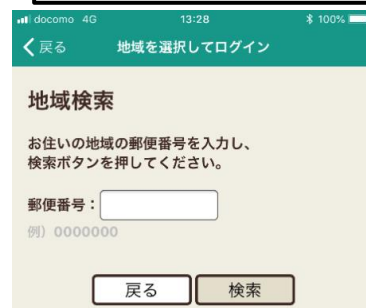 docomo 4G 13:28 100%
戻る 地域を選択してログイン
地域検索
お住いの地域の郵便番号を入力し、
検索ボタンを押してください。
郵便番号：
例）0000000
戻る 検索